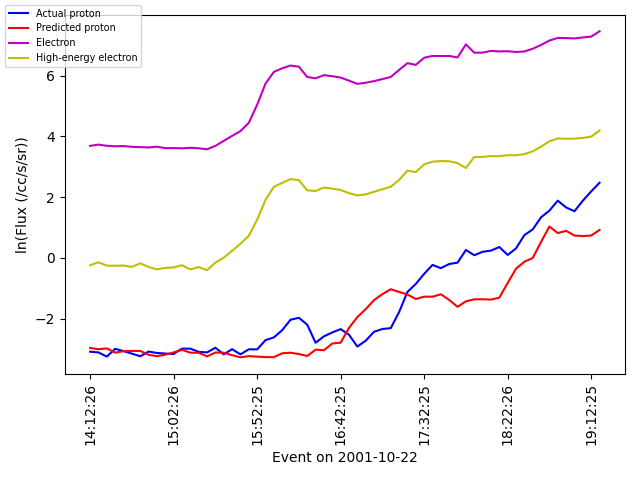 Actual proton
Predicted proton
Electron
High-energy electron
ln(Flux (/cc/s/sr))
6
4
2
0
−2
14:12:26
15:02:26
15:52:25
16:42:25
17:32:25
18:22:26
19:12:25
Event on 2001-10-22